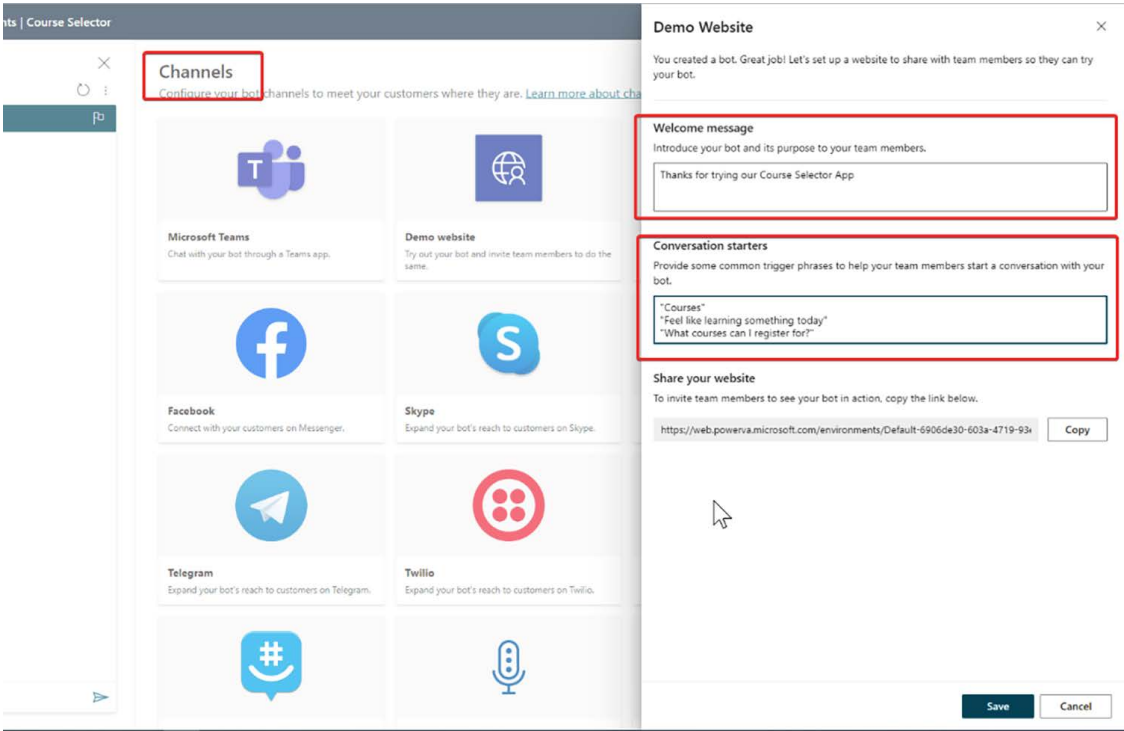 nts | Course Selector
Channels
Configure your bot channels to meet your customers where they are. Learn more about cha
T
Microsoft Teams
Chat with your bot through a Teams app.
Demo website
Try out your bot and invite team members to do the
same.
Facebook
Connect with your customers on Messenger.
S
Skype
Expand your bot's reach to customers on Skype.
Telegram
Expand your bot's reach to customers on Telegram.
Twilio
Expand your bot's reach to customers on Twilio.
#
Demo Website
You created a bot. Great job! Let's set up a website to share with team members so they can try
your bot.
Welcome message
Introduce your bot and its purpose to your team members.
Thanks for trying our Course Selector App
Conversation starters
Provide some common trigger phrases to help your team members start a conversation with your
bot.
"Courses"
"Feel like learning something today"
"What courses can I register for?"
Share your website
To invite team members to see your bot in action, copy the link below.
https://web.powerva.microsoft.com/environments/Default-6906de30-603a-4719-93
Copy
Save
Cancel